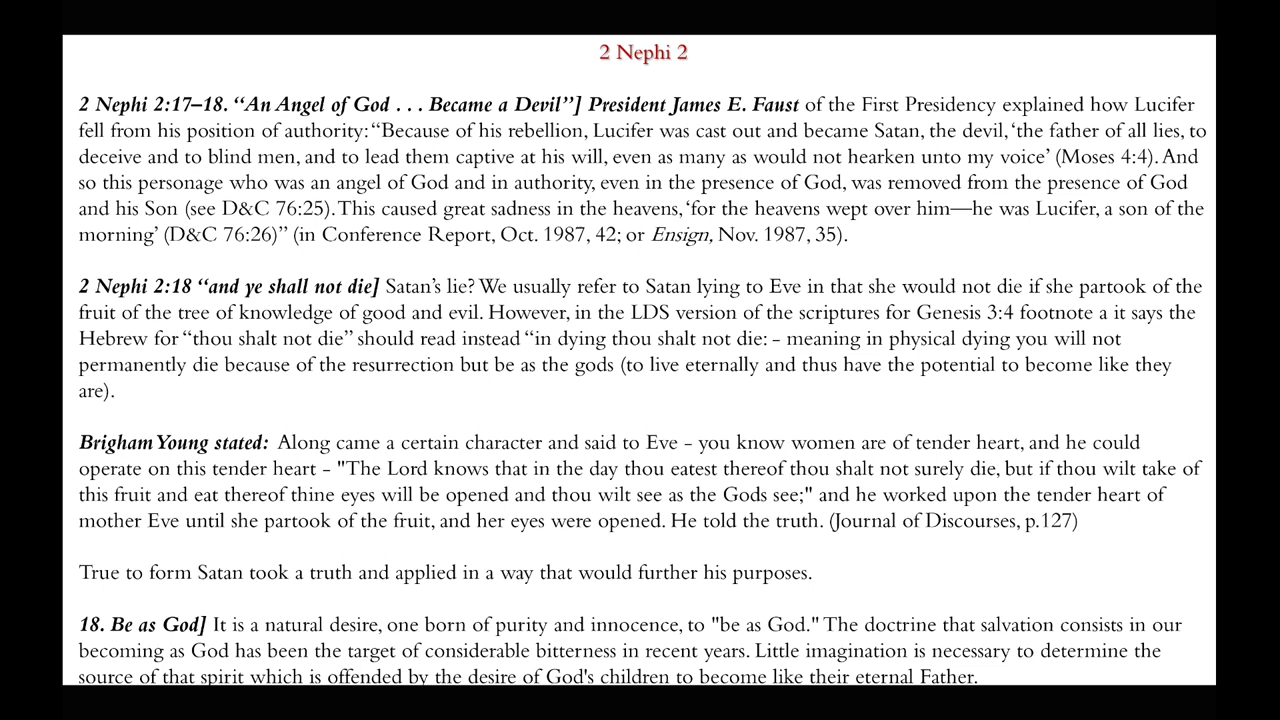 2 Nephi 2
2 Nephi 2:17–18. “An Angel of God . . . Became a Devil”] President James E. Faust of the First Presidency explained how Lucifer
fell from his position of authority: “Because of his rebellion, Lucifer was cast out and became Satan, the devil, ‘the father of all lies, to
deceive and to blind men, and to lead them captive at his will, even as many as would not hearken unto my voice’ (Moses 4:4). And
so this personage who was an angel of God and in authority, even in the presence of God, was removed from the presence of God
and his Son (see D&C 76:25). This caused great sadness in the heavens, ‘for the heavens wept over him—he was Lucifer, a son of the
morning’ (D&C 76:26)” (in Conference Report, Oct. 1987, 42; or Ensign, Nov. 1987, 35).
2 Nephi 2:18 “and ye shall not die] Satan’s lie? We usually refer to Satan lying to Eve in that she would not die if she partook of the
fruit of the tree of knowledge of good and evil. However, in the LDS version of the scriptures for Genesis 3:4 footnote a it says the
Hebrew for “thou shalt not die” should read instead “in dying thou shalt not die: - meaning in physical dying you will not
permanently die because of the resurrection but be as the gods (to live eternally and thus have the potential to become like they
are).
Brigham Young stated: Along came a certain character and said to Eve - you know women are of tender heart, and he could
operate on this tender heart - "The Lord knows that in the day thou eatest thereof thou shalt not surely die, but if thou wilt take of
this fruit and eat thereof thine eyes will be opened and thou wilt see as the Gods see;" and he worked upon the tender heart of
mother Eve until she partook of the fruit, and her eyes were opened. He told the truth. (Journal of Discourses, p.127)
True to form Satan took a truth and applied in a way that would further his purposes.
18. Be as God] It is a natural desire, one born of purity and innocence, to "be as God." The doctrine that salvation consists in our
becoming as God has been the target of considerable bitterness in recent years. Little imagination is necessary to determine the
source of that spirit which is offended by the desire of God's children to become like their eternal Father.